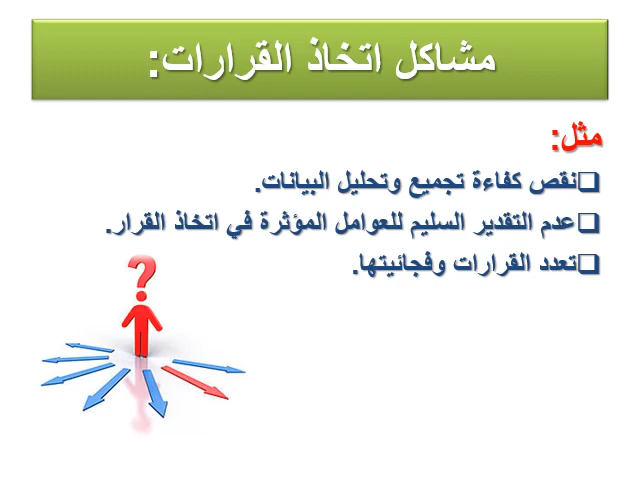 مشاكل اتخاذ القرارات:
مثل:
❑نقص كفاءة تجميع وتحليل البيانات.
❑عدم التقدير السليم للعوامل المؤثرة في اتخاذ القرار.
❑تعدد القرارات وفجائيتها.
?